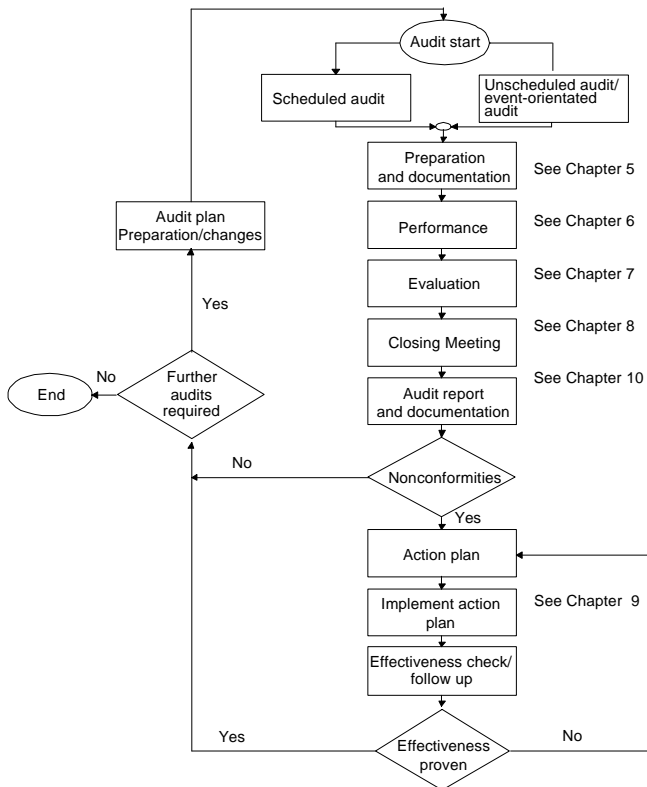 Audit start
Scheduled audit
Unscheduled audit/
event-orientated
audit
Preparation
and documentation
See Chapter 5
Audit plan
Preparation/changes
Performance
See Chapter 6
Evaluation
See Chapter 7
Yes
Closing Meeting
See Chapter 8
No
End
Further
audits
required
Audit report
and documentation
See Chapter 10
No
Nonconformities
Yes
Action plan
Implement action
plan
See Chapter 9
Effectiveness check/
follow up
Yes
Effectiveness
proven
No